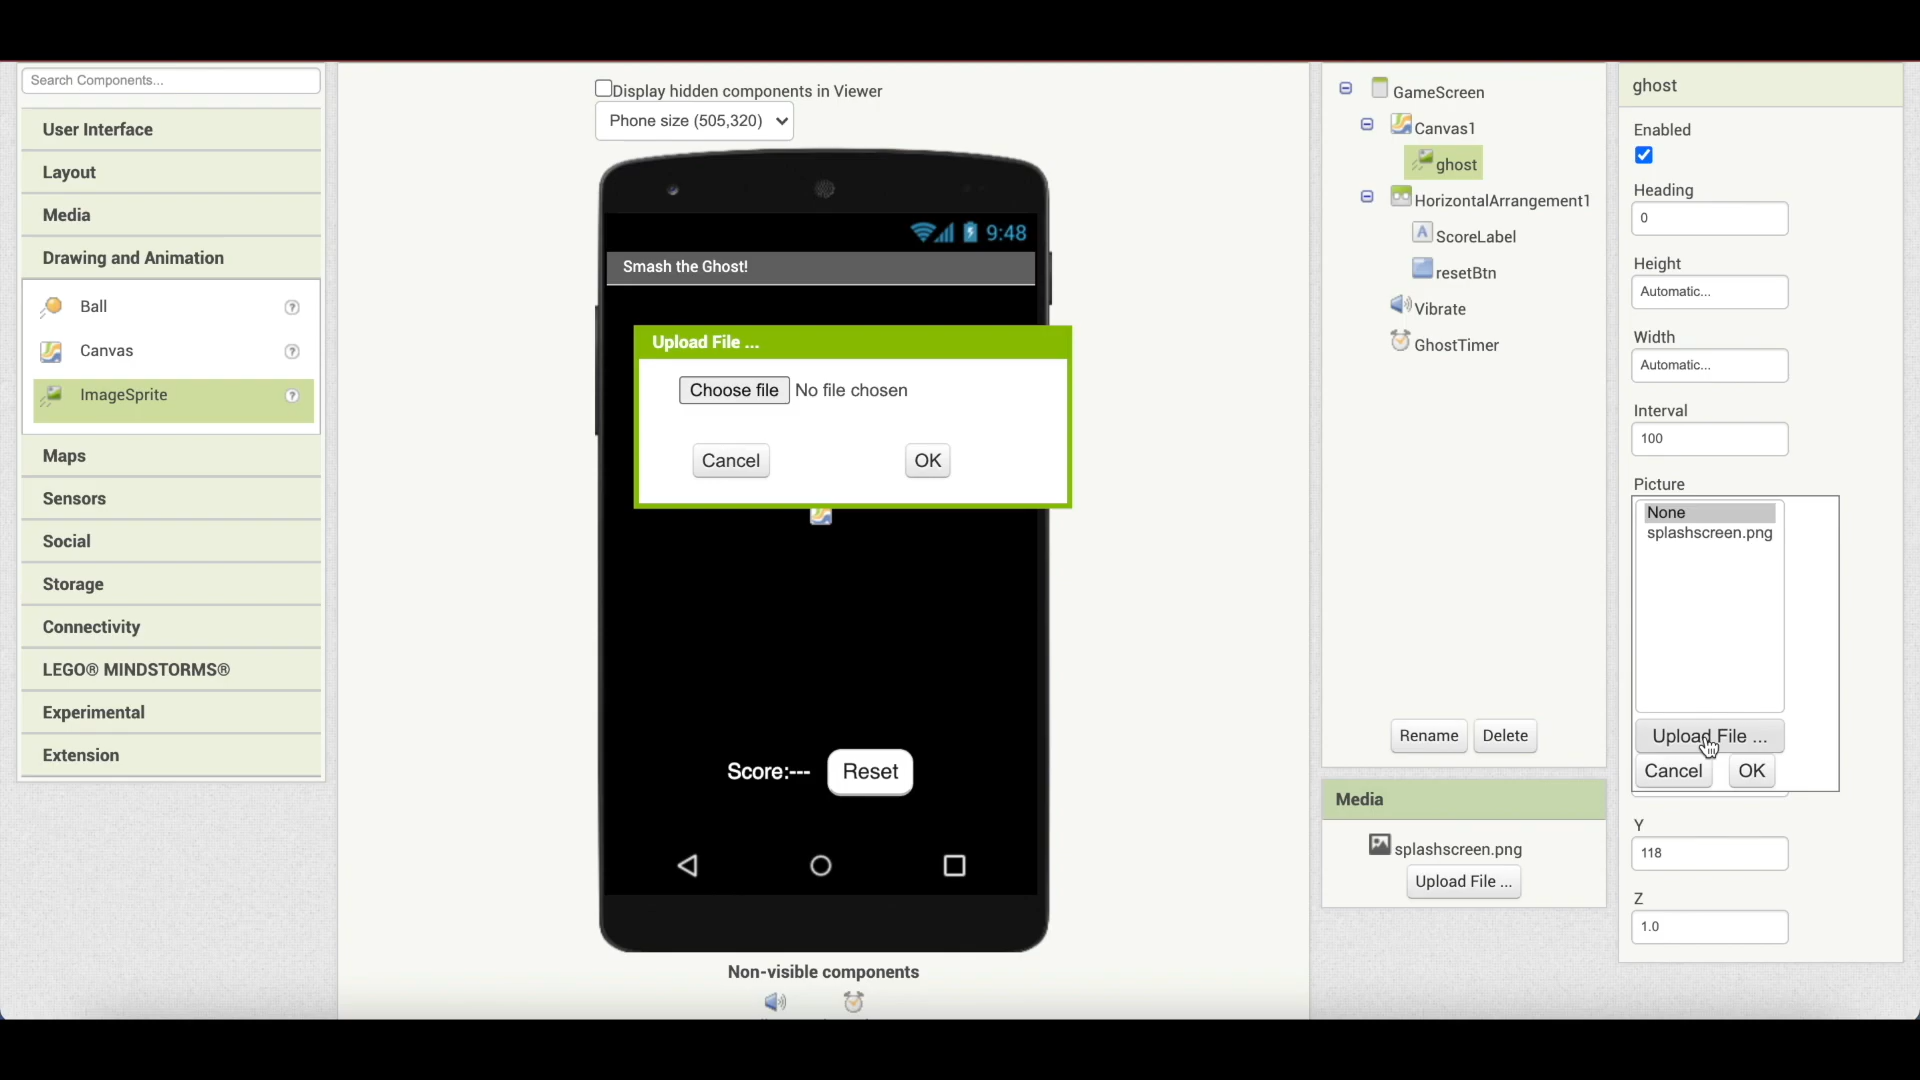 Search Components...
User Interface
Layout
Media
Drawing and Animation
Ball
?
Canvas
?
ImageSprite
?
Maps
Sensors
Social
Storage
Connectivity
LEGO® MINDSTORMS®
Experimental
Extension
Display hidden components in Viewer
Phone size (505,320)
9:48
Smash the Ghost!
Upload File ...
Choose file No file chosen
Cancel
OK
Score:---
Reset
Non-visible components
GameScreen
Canvas1
ghost
HorizontalArrangement1
A ScoreLabel
resetBtn
Vibrate
GhostTimer
Rename
Delete
Media
splashscreen.png
Upload File ...
ghost
Enabled
Heading
0
Height
Automatic...
Width
Automatic...
Interval
100
Picture
None
splashscreen.png
Upload File ...
Cancel
OK
Y
118
Z
1.0